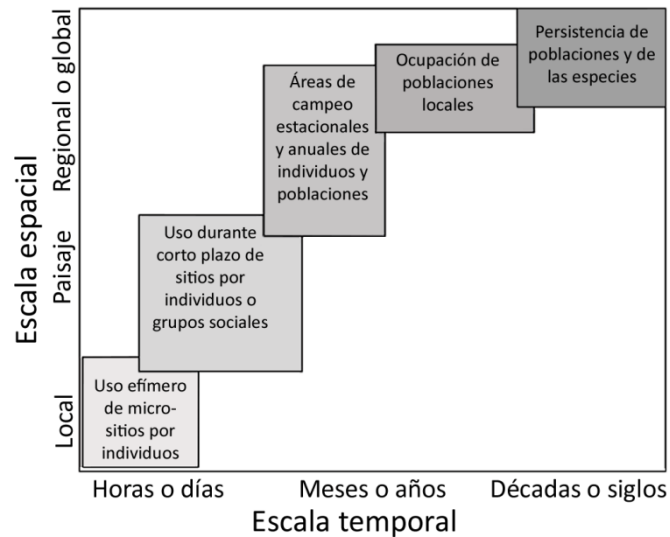 Persistencia de
poblaciones y de
las especies
Ocupación de
poblaciones
locales
Áreas de
campeo
estacionales
y anuales de
individuos y
poblaciones
Uso durante
corto plazo de
sitios por
individuos o
grupos sociales
Uso efímero
de micro-
sitios por
individuos
Escala espacial
Regional o global
Paisaje
Local
Horas o días
Meses o años
Décadas o siglos
Escala temporal